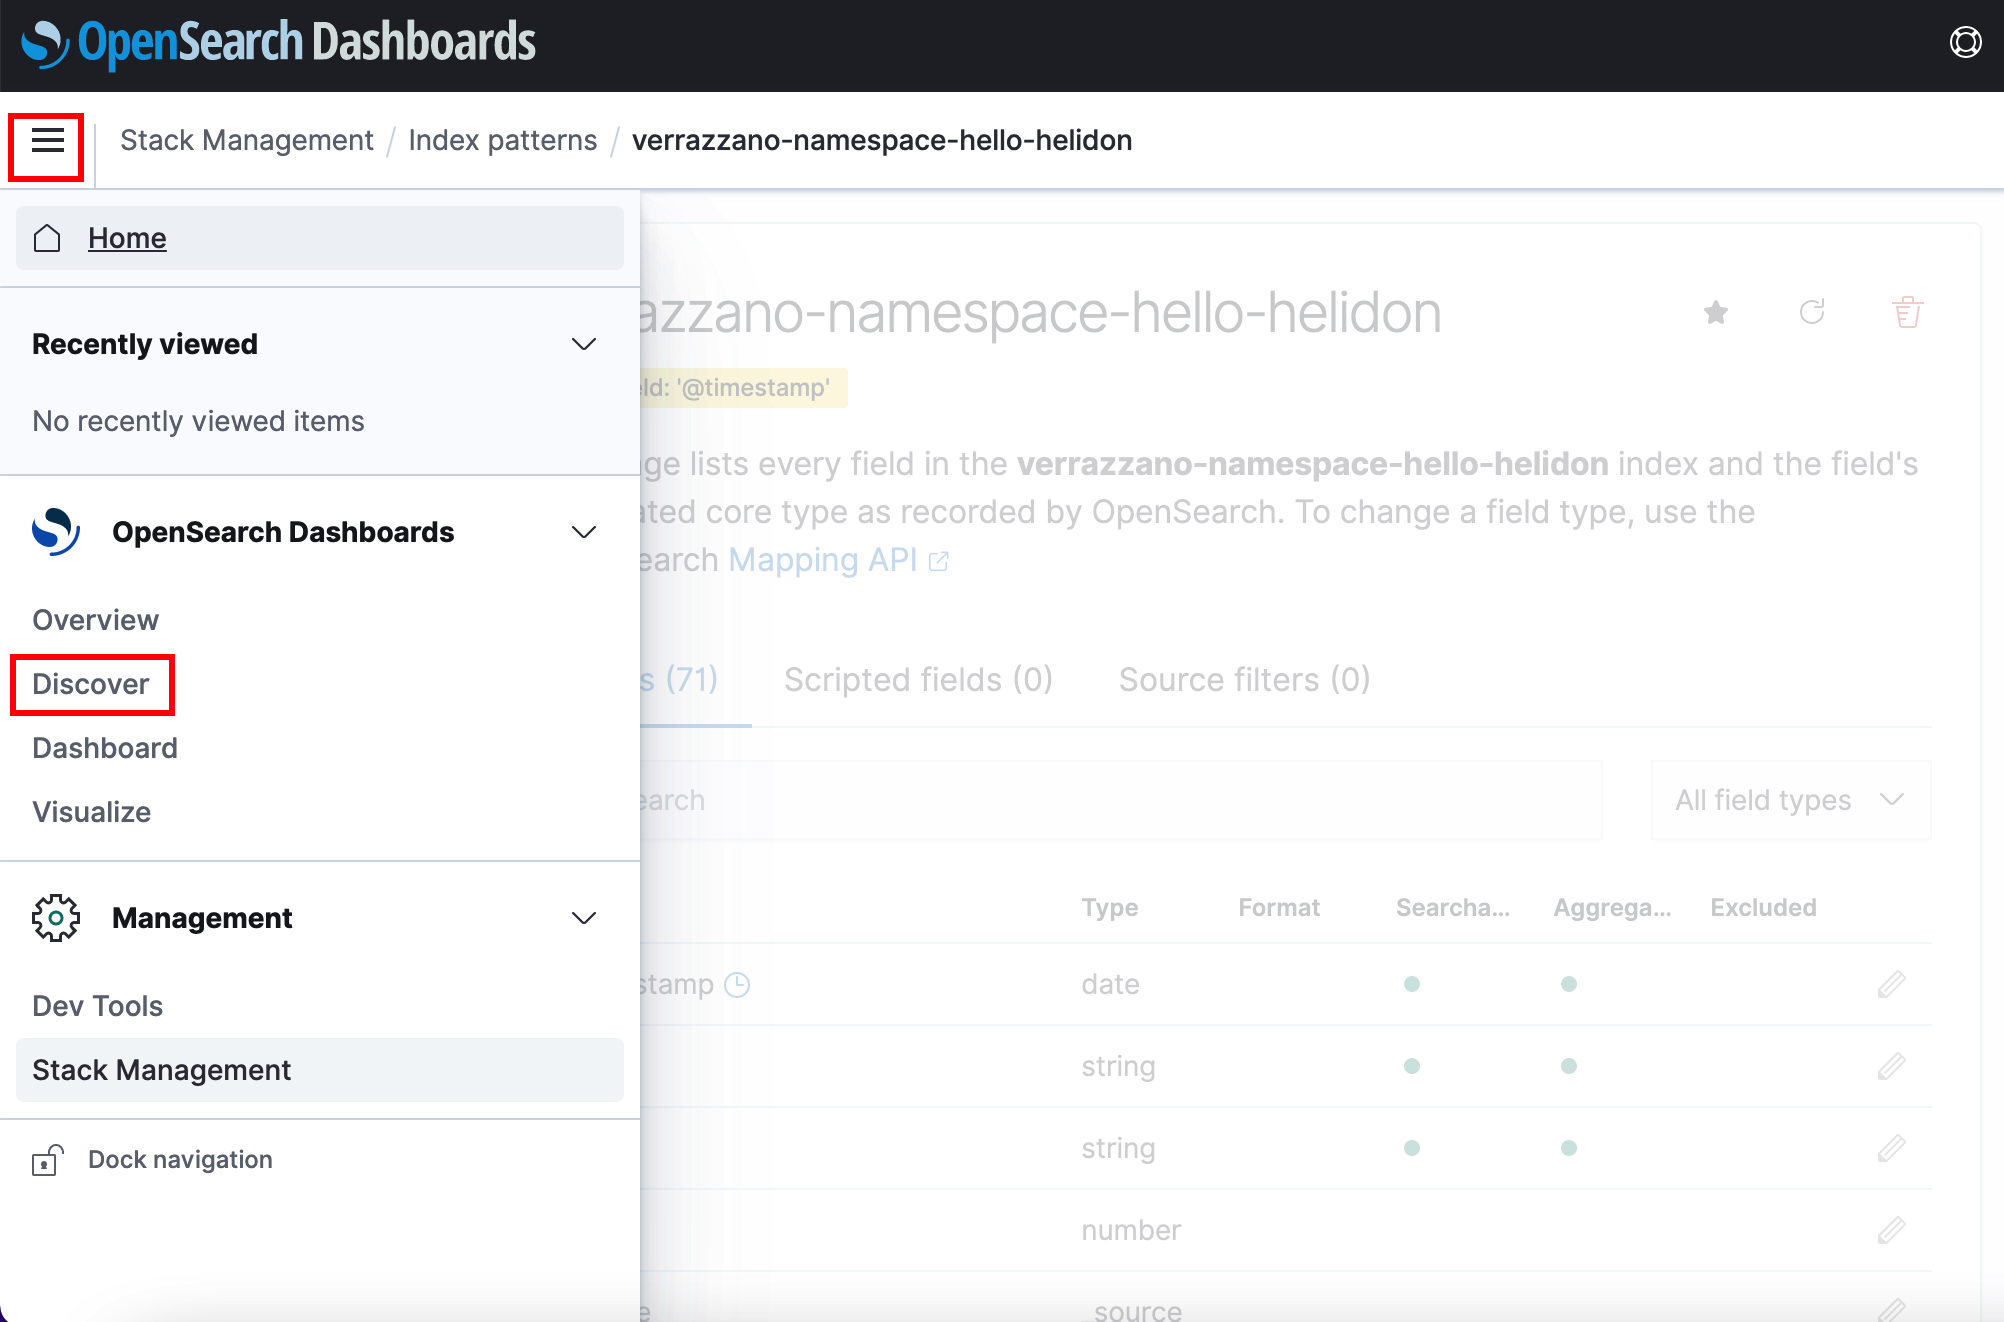 OpenSearch Dashboards
Stack Management / Index patterns / verrazzano-namespace-hello-helidon
Home
Recently viewed
No recently viewed items
OpenSearch Dashboards
Overview
Discover
Dashboard
Visualize
Management
Dev Tools
Stack Management
Dock navigation
azzano-namespace-hello-helidon
eld: '@timestamp'
ge lists every field in the verrazzano-namespace-hello-helidon index and the field's
ated core type as recorded by OpenSearch. To change a field type, use the
earch Mapping API
s (71) Scripted fields (0) Source filters (0)
earch All field types
Type Format Searcha... Aggrega... Excluded
stamp date
string
string
number
e _source